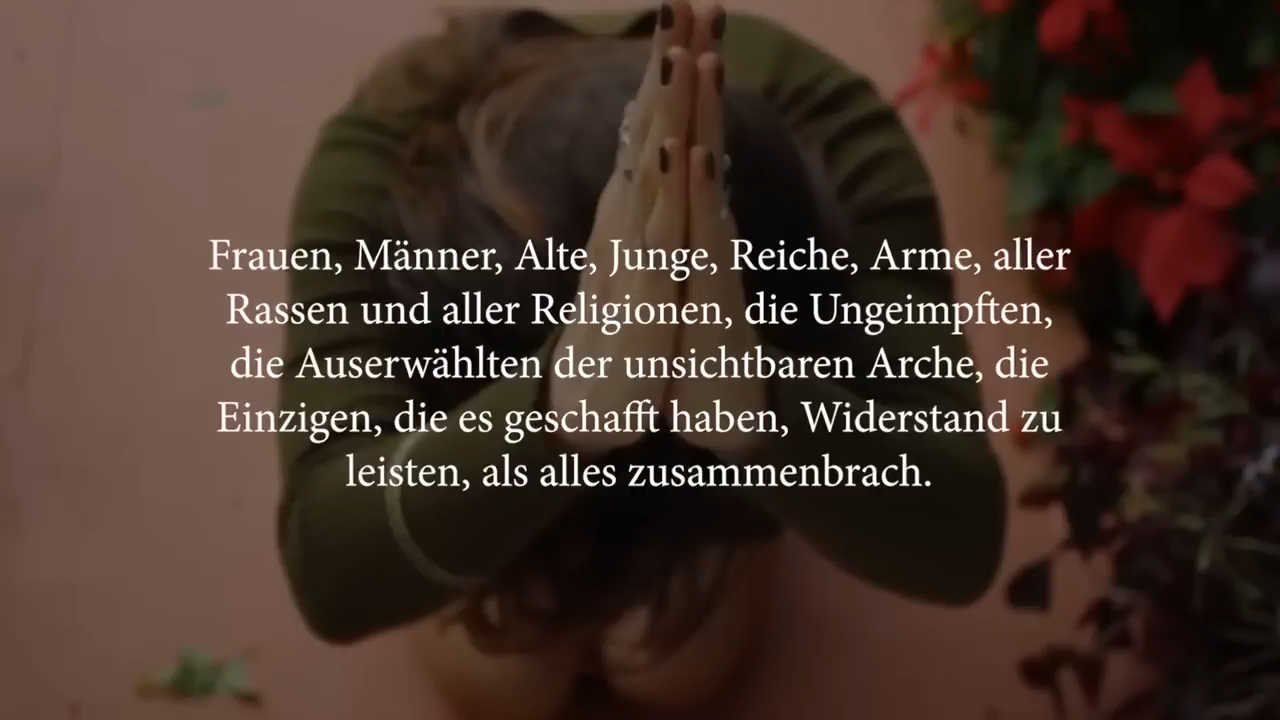 Frauen, Männer, Alte, Junge, Reiche, Arme, aller
Rassen und aller Religionen, die Ungeimpften,
die Auserwählten der unsichtbaren Arche, die
Einzigen, die es geschafft haben, Widerstand zu
leisten, als alles zusammenbrach.